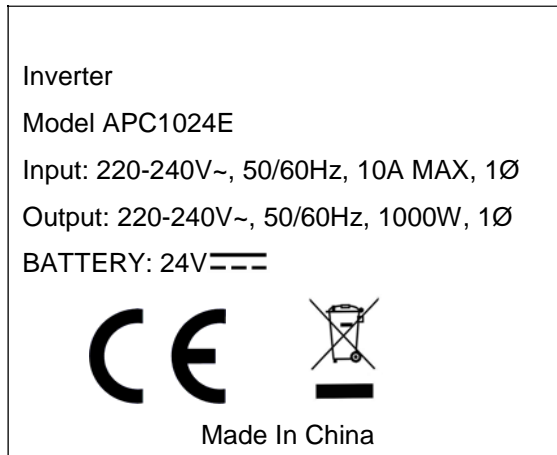 Inverter
Model APC1024E
Input: 220-240V~, 50/60Hz, 10A MAX, 1Ø
Output: 220-240V~, 50/60Hz, 1000W, 1Ø
BATTERY: 24V⎓
CE
Made In China